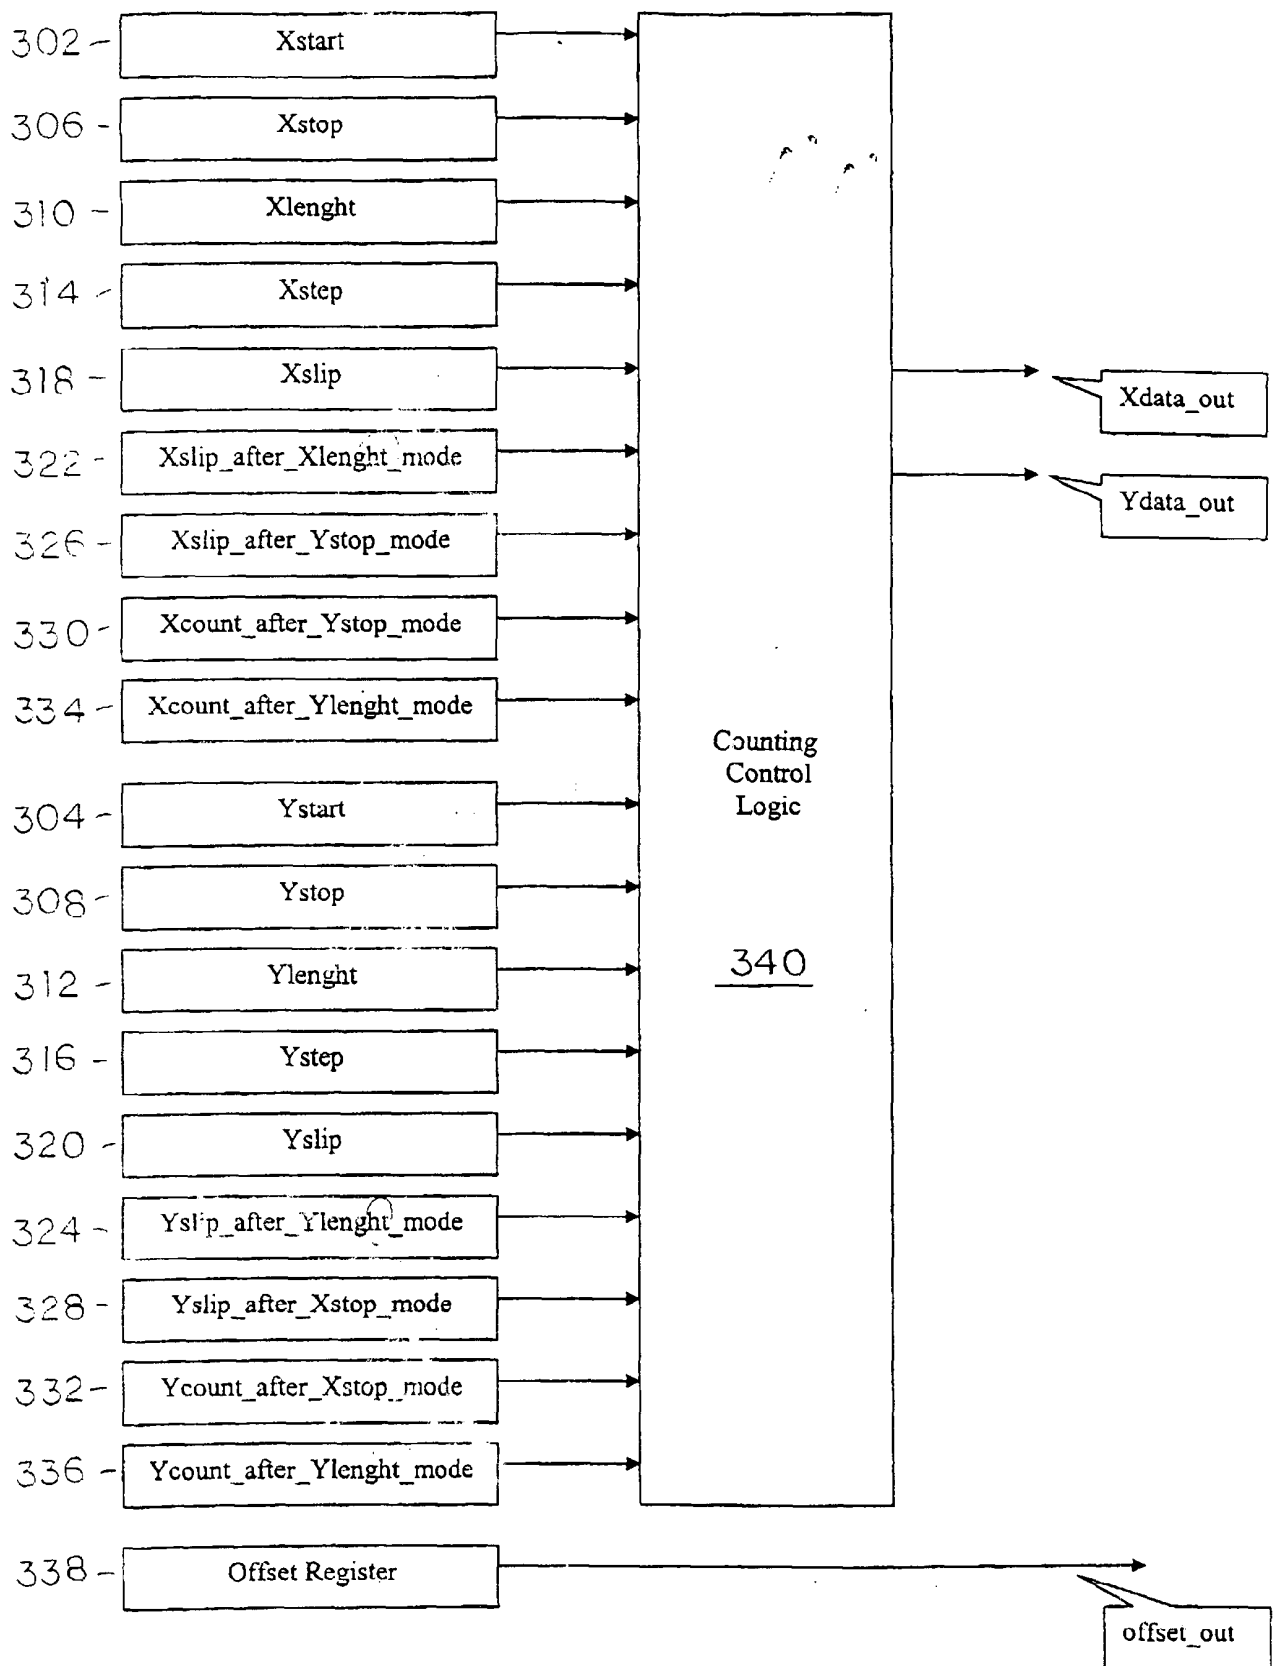 302 - Xstart
306 - Xstop
310 - Xlenght
314 - Xstep
318 - Xslip
322 - Xslip_after_Xlenght_mode
326 - Xslip_after_Ystop_mode
330 - Xcount_after_Ystop_mode
334 - Xcount_after_Ylenght_mode
304 - Ystart
308 - Ystop
312 - Ylenght
316 - Ystep
320 - Yslip
324 - Yslip_after_Ylenght_mode
328 - Yslip_after_Xstop_mode
332 - Ycount_after_Xstop_mode
336 - Ycount_after_Ylenght_mode
338 - Offset Register
Counting
Control
Logic
340
Xdata_out
Ydata_out
offset_out